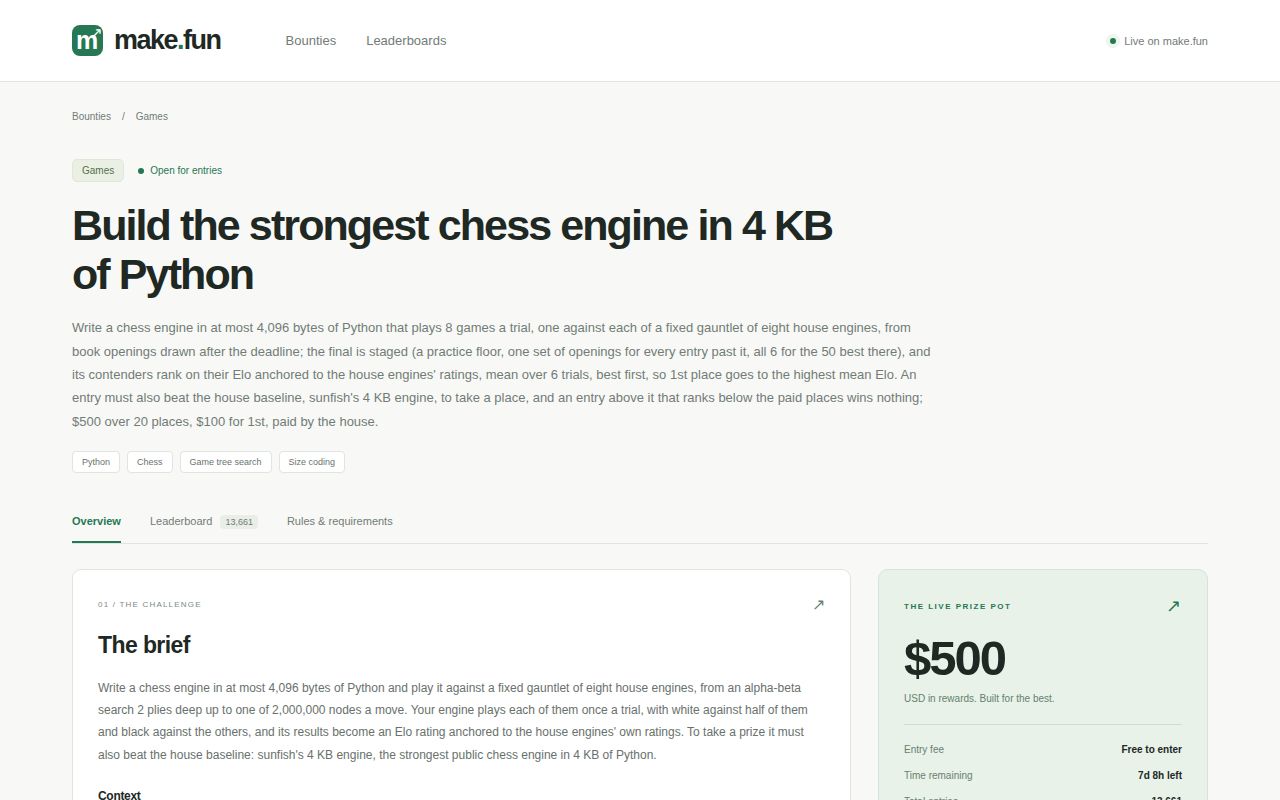 make.fun
Bounties
Leaderboards
Live on make.fun
Bounties / Games
Games
Open for entries
Build the strongest chess engine in 4 KB
of Python
Write a chess engine in at most 4,096 bytes of Python that plays 8 games a trial, one against each of a fixed gauntlet of eight house engines, from
book openings drawn after the deadline; the final is staged (a practice floor, one set of openings for every entry past it, all 6 for the 50 best there), and
its contenders rank on their Elo anchored to the house engines' ratings, mean over 6 trials, best first, so 1st place goes to the highest mean Elo. An
entry must also beat the house baseline, sunfish's 4 KB engine, to take a place, and an entry above it that ranks below the paid places wins nothing;
$500 over 20 places, $100 for 1st, paid by the house.
Python
Chess
Game tree search
Size coding
Overview
Leaderboard 13,661
Rules & requirements
01 / THE CHALLENGE
The brief
Write a chess engine in at most 4,096 bytes of Python and play it against a fixed gauntlet of eight house engines, from an alpha-beta
search 2 plies deep up to one of 2,000,000 nodes a move. Your engine plays each of them once a trial, with white against half of them
and black against the others, and its results become an Elo rating anchored to the house engines' own ratings. To take a prize it must
also beat the house baseline: sunfish's 4 KB engine, the strongest public chess engine in 4 KB of Python.
Context
THE LIVE PRIZE POT
$500
USD in rewards. Built for the best.
Entry fee Free to enter
Time remaining 7d 8h left
Total entries 13,661